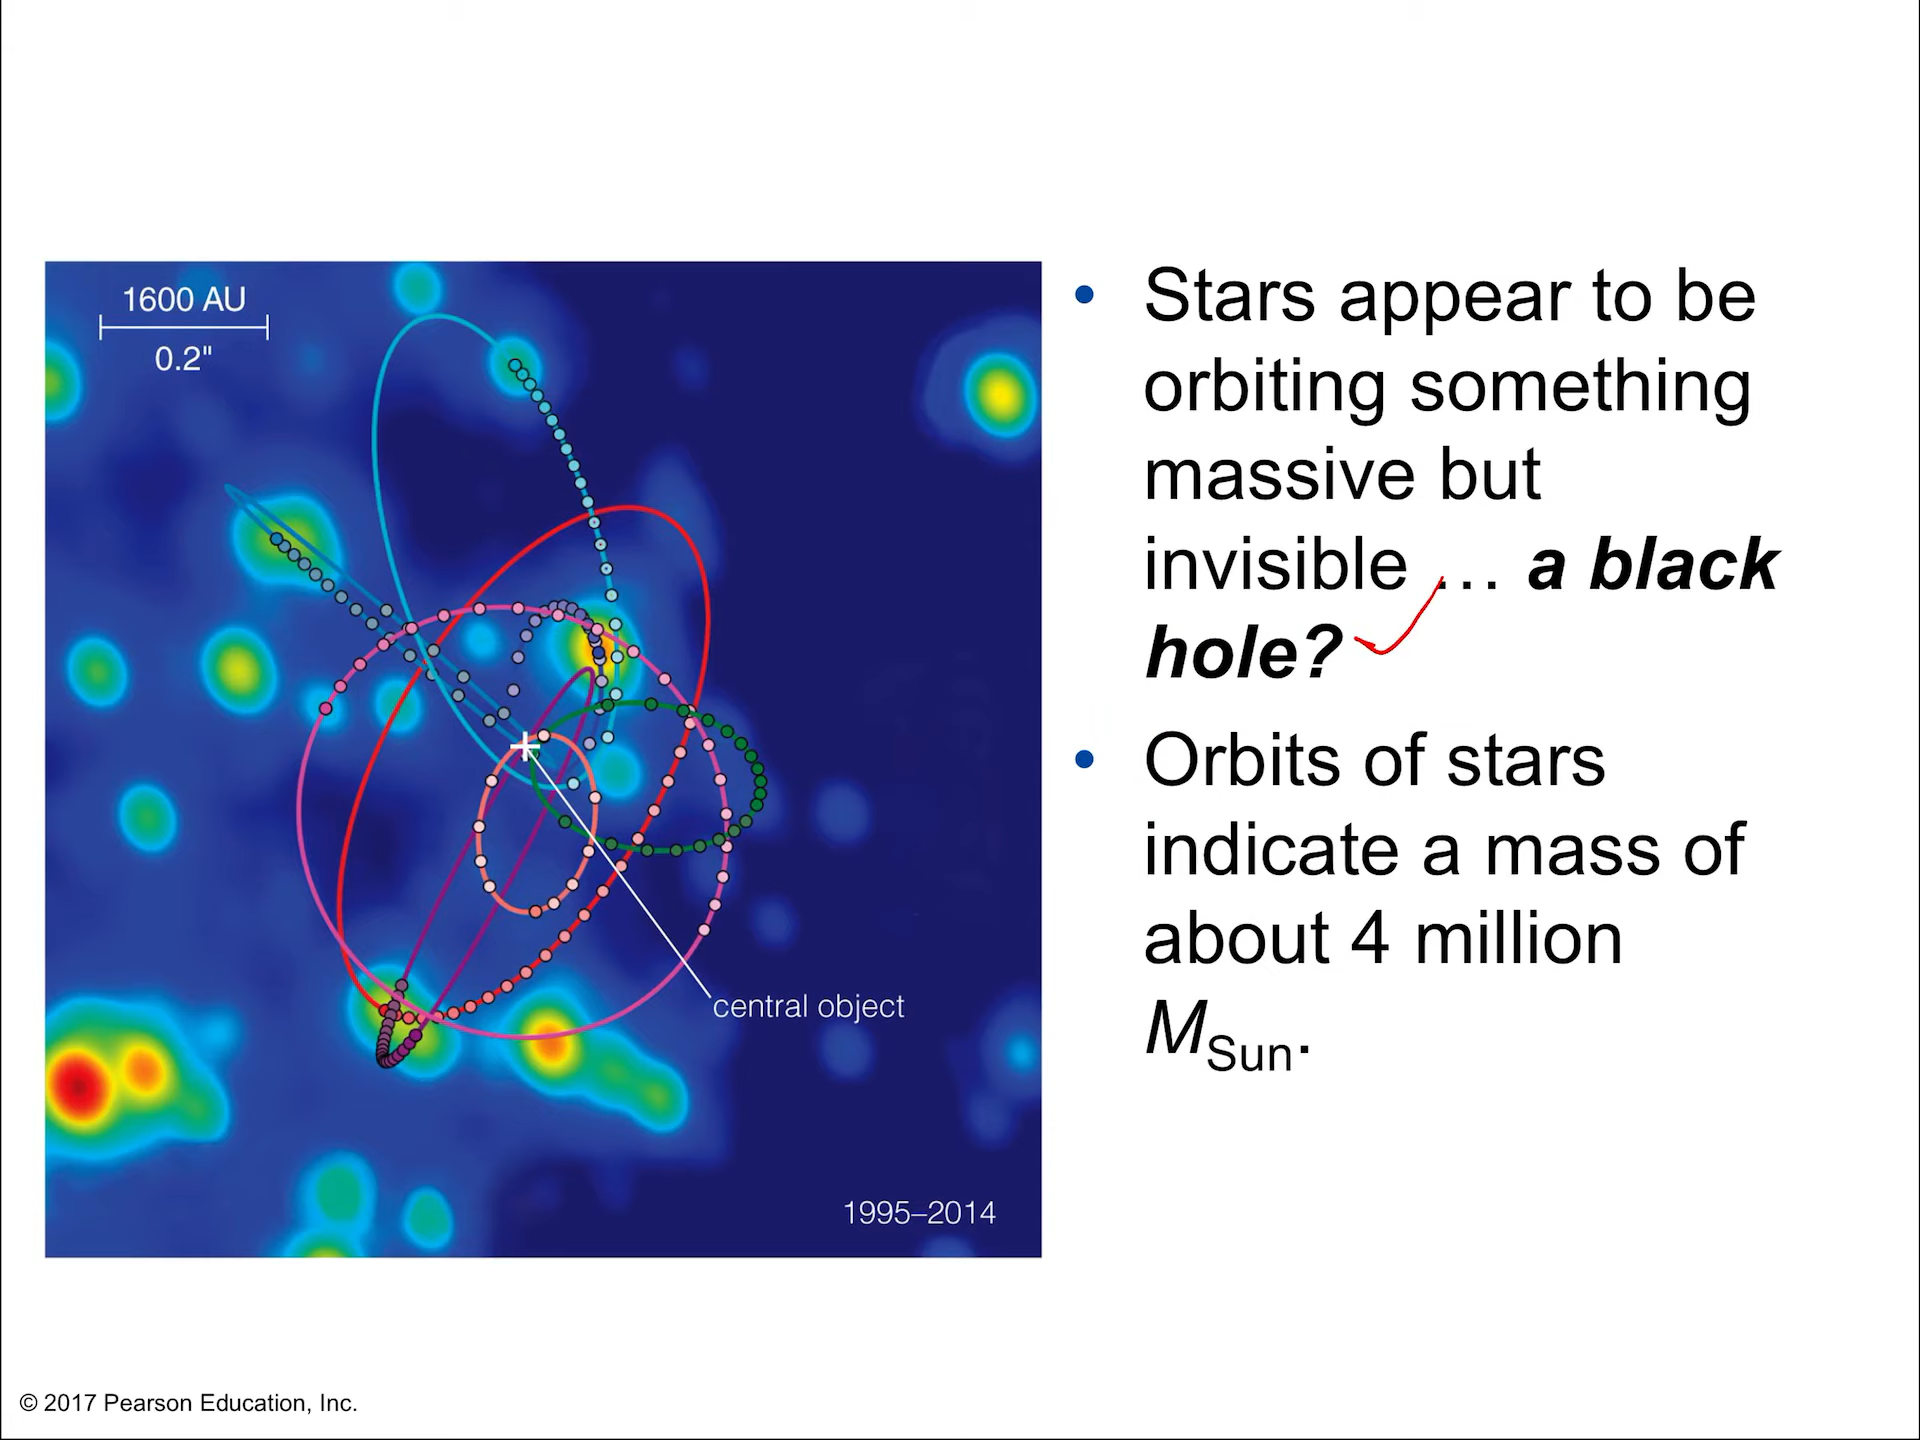 1600 AU
0.2"
central object
1995–2014
• Stars appear to be
orbiting something
massive but
invisible … a black
hole?
• Orbits of stars
indicate a mass of
about 4 million
MSun.
© 2017 Pearson Education, Inc.